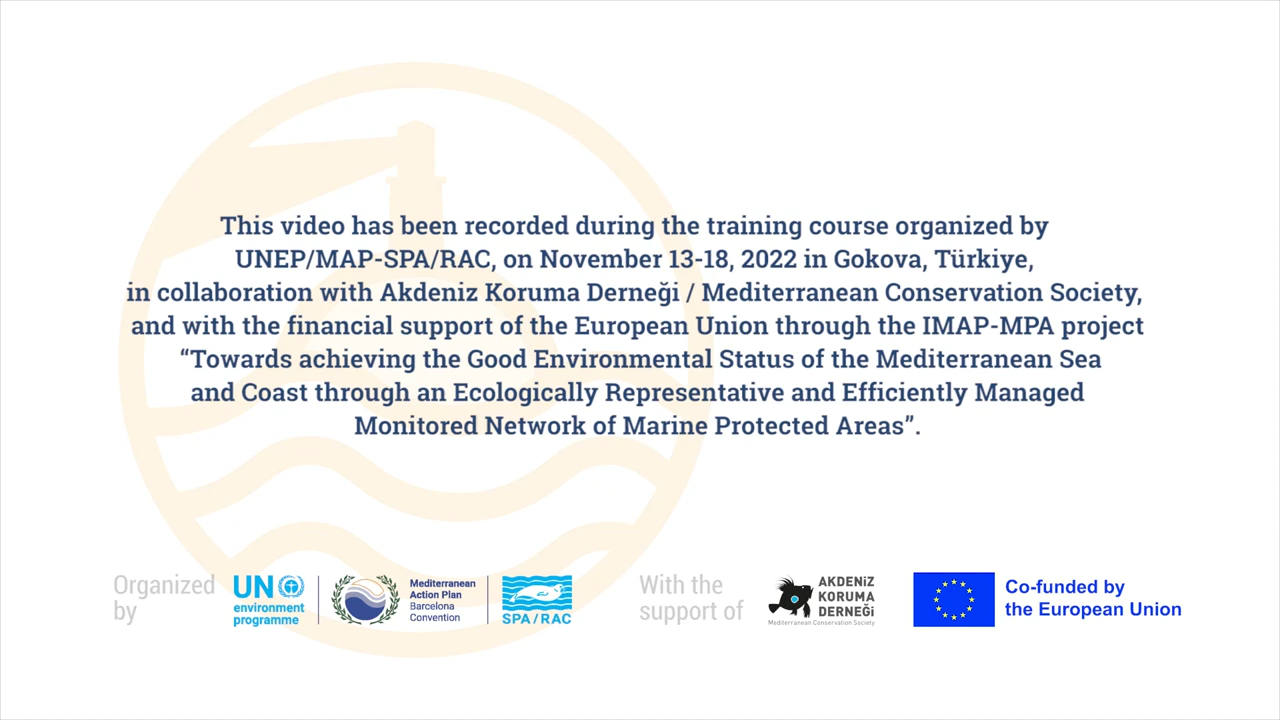 This video has been recorded during the training course organized by
UNEP/MAP-SPA/RAC, on November 13-18, 2022 in Gokova, Türkiye,
in collaboration with Akdeniz Koruma Derneği / Mediterranean Conservation Society,
and with the financial support of the European Union through the IMAP-MPA project
“Towards achieving the Good Environmental Status of the Mediterranean Sea
and Coast through an Ecologically Representative and Efficiently Managed
Monitored Network of Marine Protected Areas”.
Organized
by
UN
environment
programme
Mediterranean
Action Plan
Barcelona
Convention
SPA/RAC
With the
support of
AKDENiZ
KORUMA
DERNEĞi
Mediterranean Conservation Society
Co-funded by
the European Union